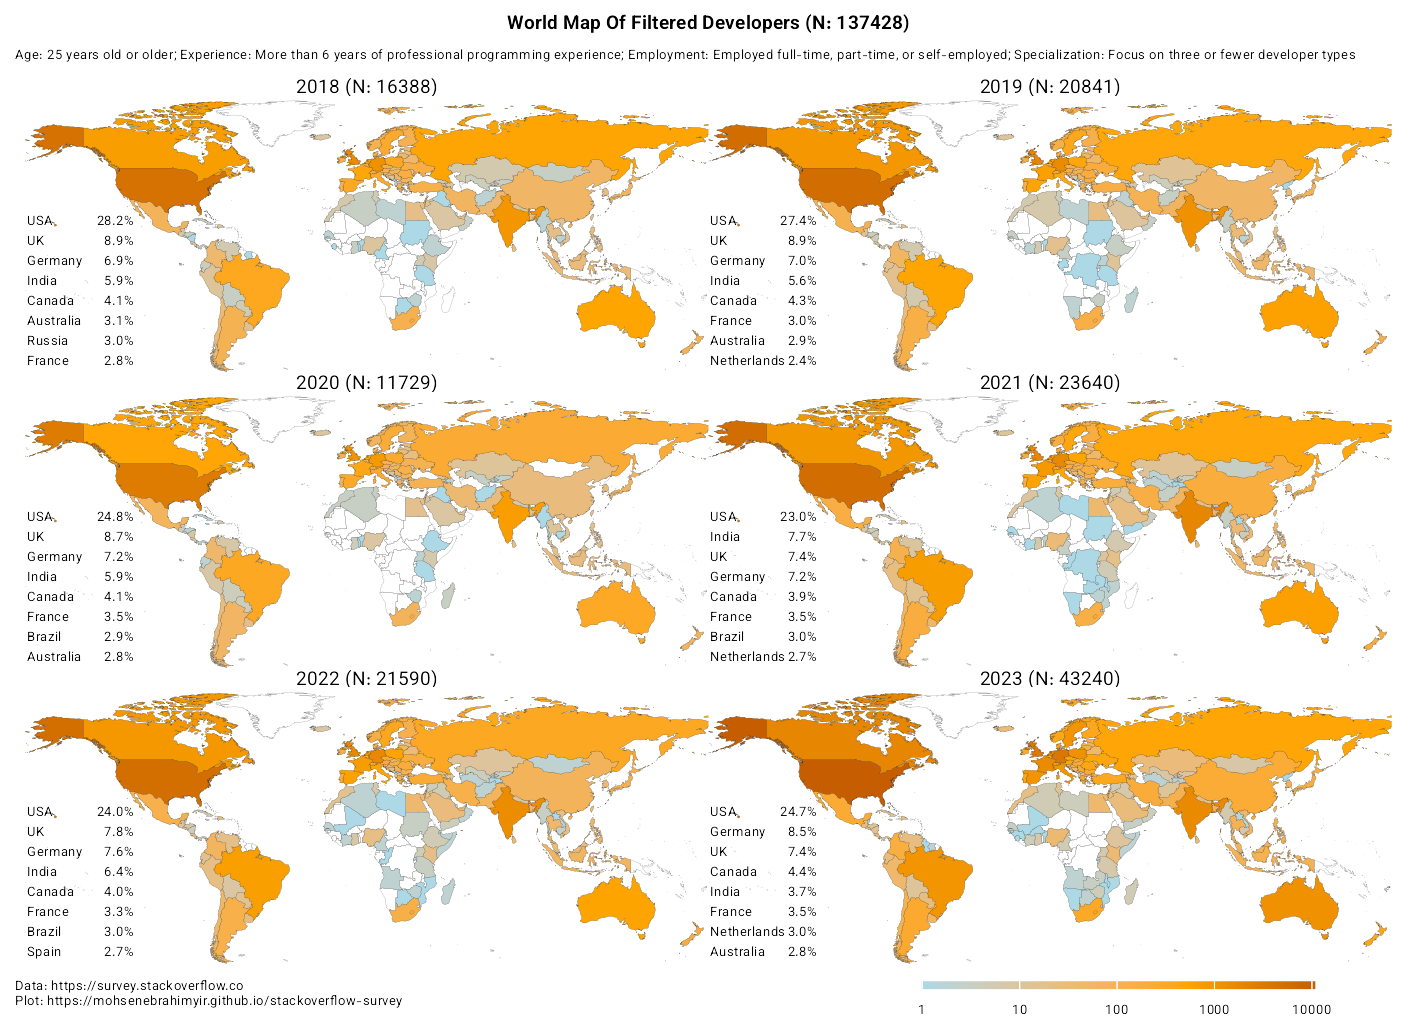 World Map Of Filtered Developers (N: 137428)
Age: 25 years old or older; Experience: More than 6 years of professional programming experience; Employment: Employed full-time, part-time, or self-employed; Specialization: Focus on three or fewer developer types
2018 (N: 16388)
USA 28.2%
UK 8.9%
Germany 6.9%
India 5.9%
Canada 4.1%
Australia 3.1%
Russia 3.0%
France 2.8%
2019 (N: 20841)
USA 27.4%
UK 8.9%
Germany 7.0%
India 5.6%
Canada 4.3%
France 3.0%
Australia 2.9%
Netherlands 2.4%
2020 (N: 11729)
USA 24.8%
UK 8.7%
Germany 7.2%
India 5.9%
Canada 4.1%
France 3.5%
Brazil 2.9%
Australia 2.8%
2021 (N: 23640)
USA 23.0%
India 7.7%
UK 7.4%
Germany 7.2%
Canada 3.9%
France 3.5%
Brazil 3.0%
Netherlands 2.7%
2022 (N: 21590)
USA 24.0%
UK 7.8%
Germany 7.6%
India 6.4%
Canada 4.0%
France 3.3%
Brazil 3.0%
Spain 2.7%
2023 (N: 43240)
USA 24.7%
Germany 8.5%
UK 7.4%
Canada 4.4%
India 3.7%
France 3.5%
Netherlands 3.0%
Australia 2.8%
Data: https://survey.stackoverflow.co
Plot: https://mohsenebrahimyir.github.io/stackoverflow-survey
1 10 100 1000 10000